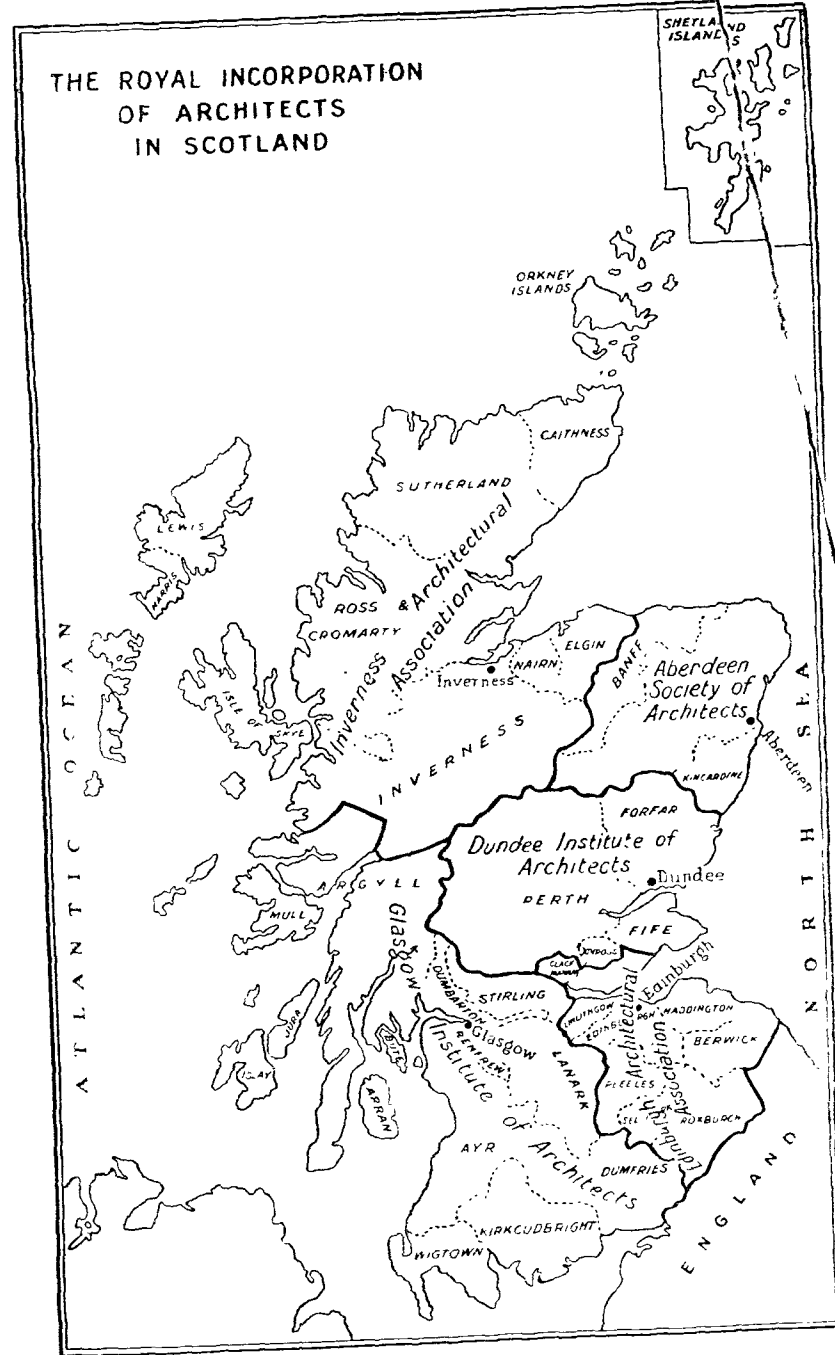 THE ROYAL INCORPORATION
OF ARCHITECTS
IN SCOTLAND
SHETLAND
ISLANDS
ORKNEY
ISLANDS
CAITHNESS
SUTHERLAND
LEWIS
HARRIS
ROSS &
CROMARTY
Inverness Architectural
Association
ISLE OF
SKYE
Inverness
NAIRN
ELGIN
INVERNESS
BANFF
Aberdeen
Society of
Architects
Aberdeen
KINCARDINE
ATLANTIC OCEAN
NORTH SEA
FORFAR
Dundee Institute of
Architects
Dundee
PERTH
FIFE
ARGYLL
MULL
Glasgow
Institute of Architects
DUMBARTON
STIRLING
Glasgow
RENFREW
LANARK
JURA
ISLAY
BUTE
ARRAN
Edinburgh
Edinburgh Architectural
Association
LINLITHGOW
HADDINGTON
BERWICK
PEEBLES
SEL
ROXBURGH
AYR
DUMFRIES
KIRKCUDBRIGHT
WIGTOWN
ENGLAND